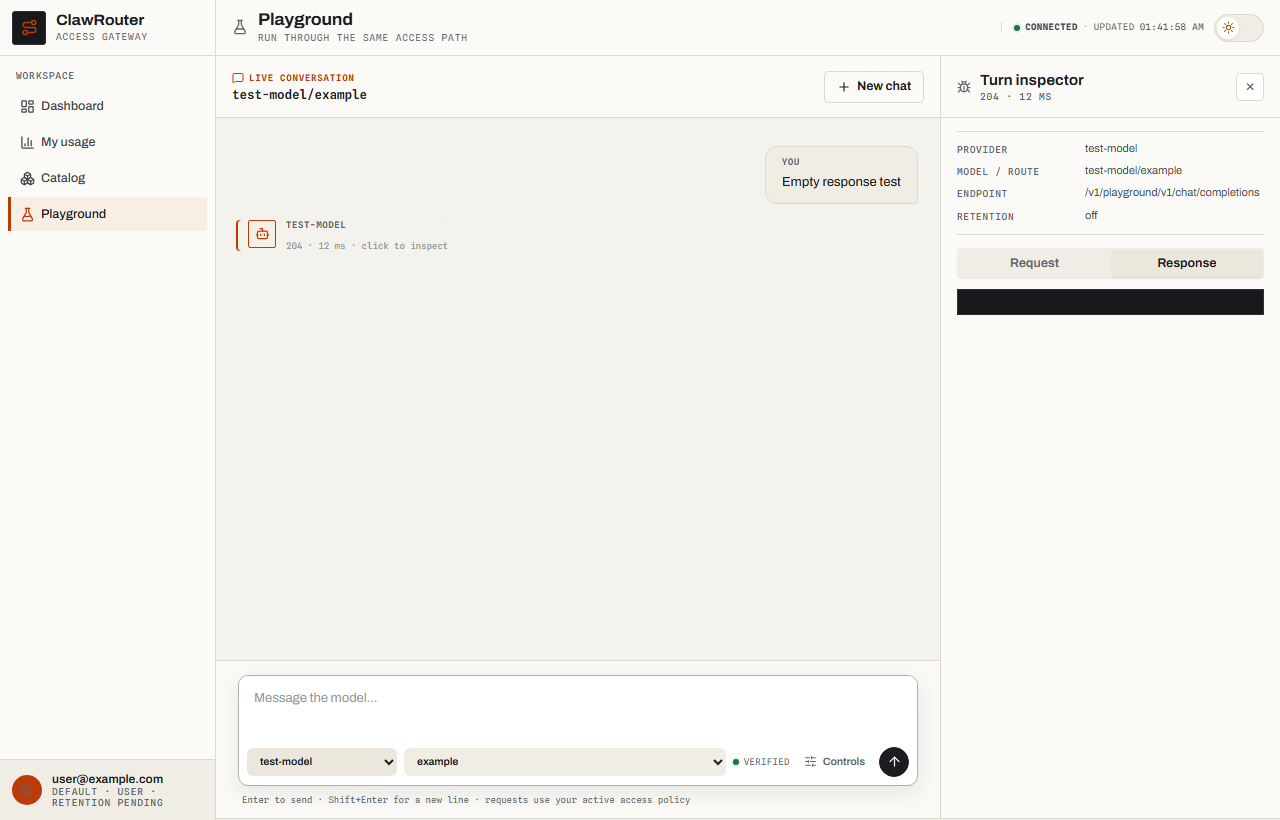 ClawRouter
ACCESS GATEWAY
WORKSPACE
Dashboard
My usage
Catalog
Playground
user@example.com
DEFAULT · USER ·
RETENTION PENDING
Playground
RUN THROUGH THE SAME ACCESS PATH
CONNECTED · UPDATED 01:41:58 AM
LIVE CONVERSATION
test-model/example
New chat
YOU
Empty response test
TEST-MODEL
204 · 12 ms · click to inspect
Message the model...
test-model
example
VERIFIED
Controls
Enter to send · Shift+Enter for a new line · requests use your active access policy
Turn inspector
204 · 12 MS
PROVIDER test-model
MODEL / ROUTE test-model/example
ENDPOINT /v1/playground/v1/chat/completions
RETENTION off
Request
Response